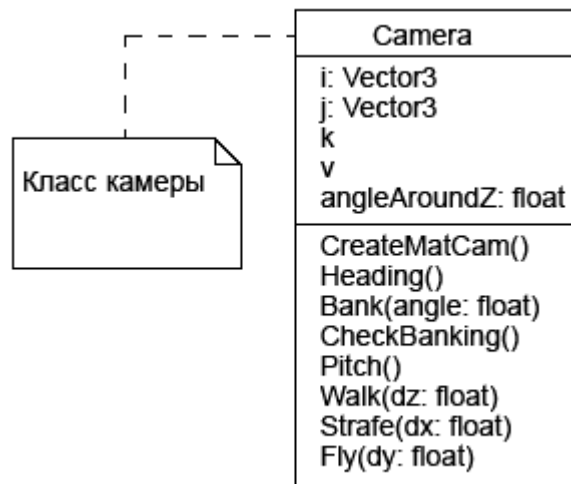 Camera
i: Vector3
j: Vector3
k
v
angleAroundZ: float
Класс камеры
CreateMatCam()
Heading()
Bank(angle: float)
CheckBanking()
Pitch()
Walk(dz: float)
Strafe(dx: float)
Fly(dy: float)